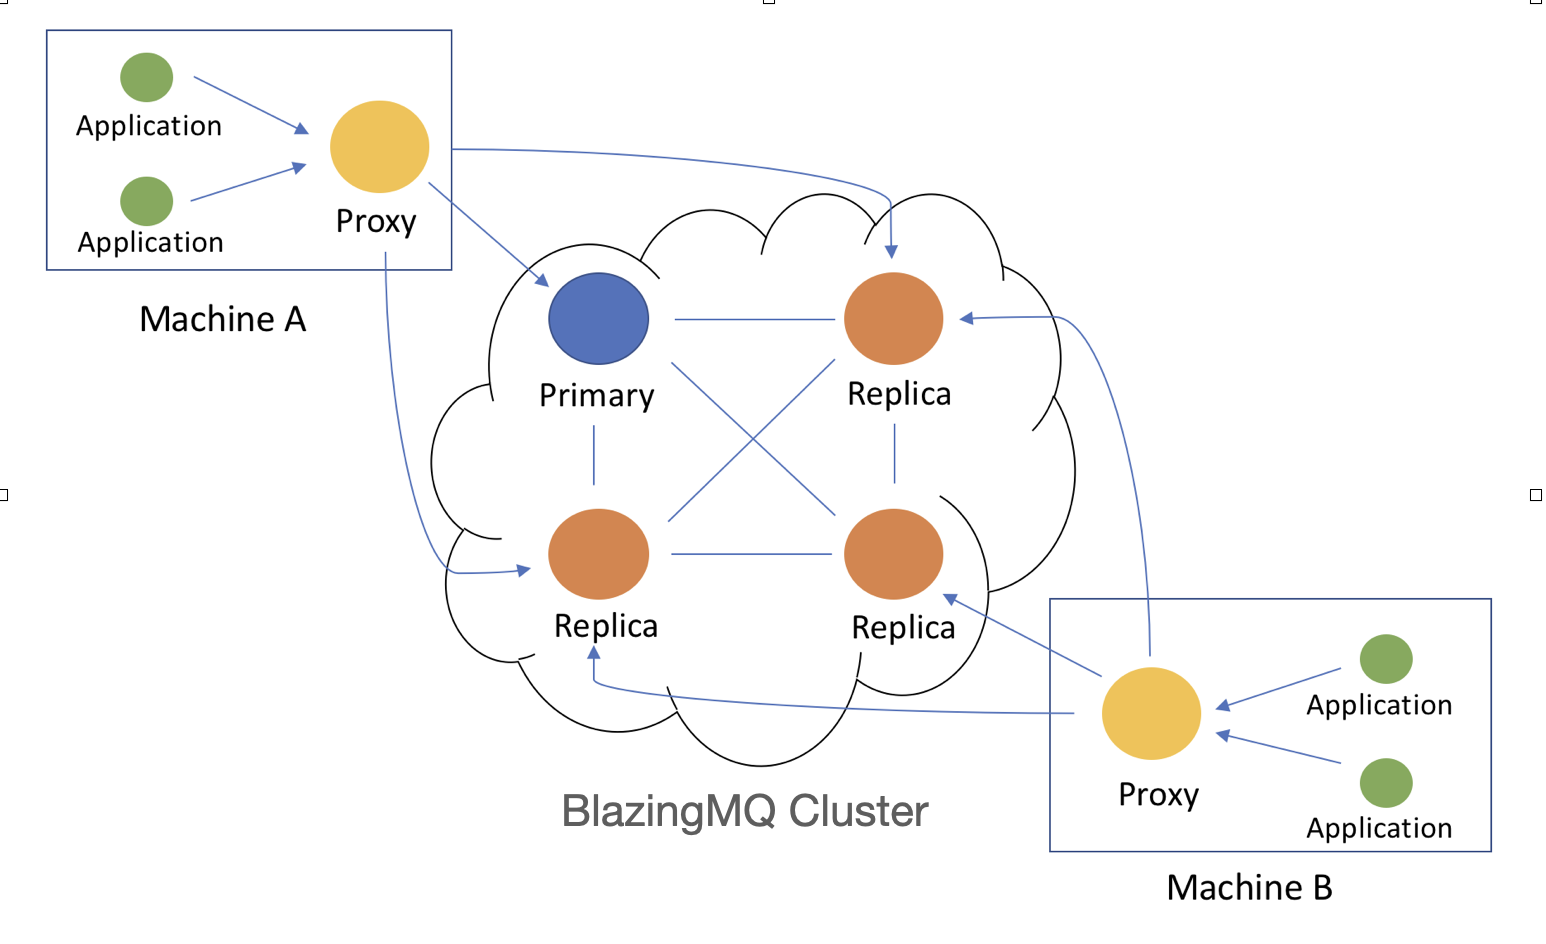 Application
Application
Proxy
Machine A
Primary
Replica
Replica
Replica
BlazingMQ Cluster
Application
Proxy
Application
Machine B